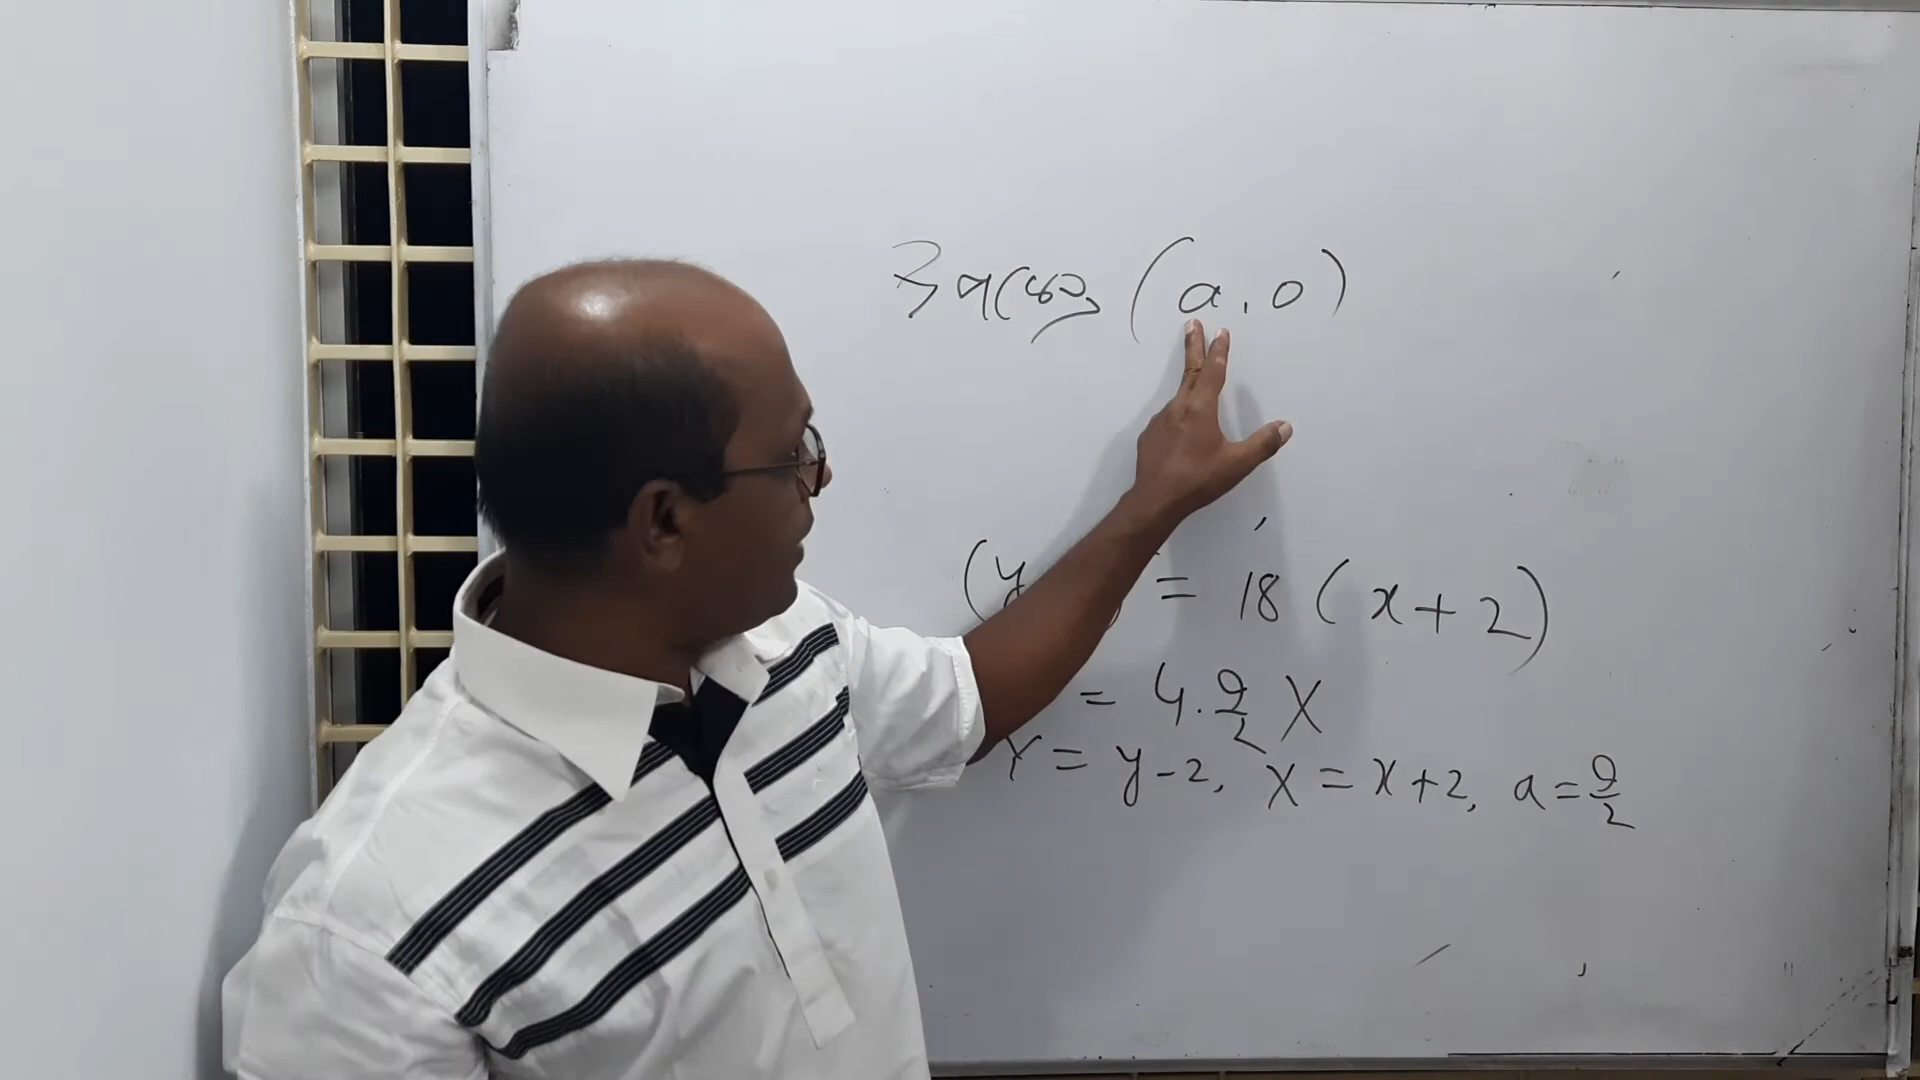 উপকেন্দ্র (a, 0)
(y = 18 (x + 2)
= 4. 9/2 X
Y = y - 2, X = x + 2, a = 9/2